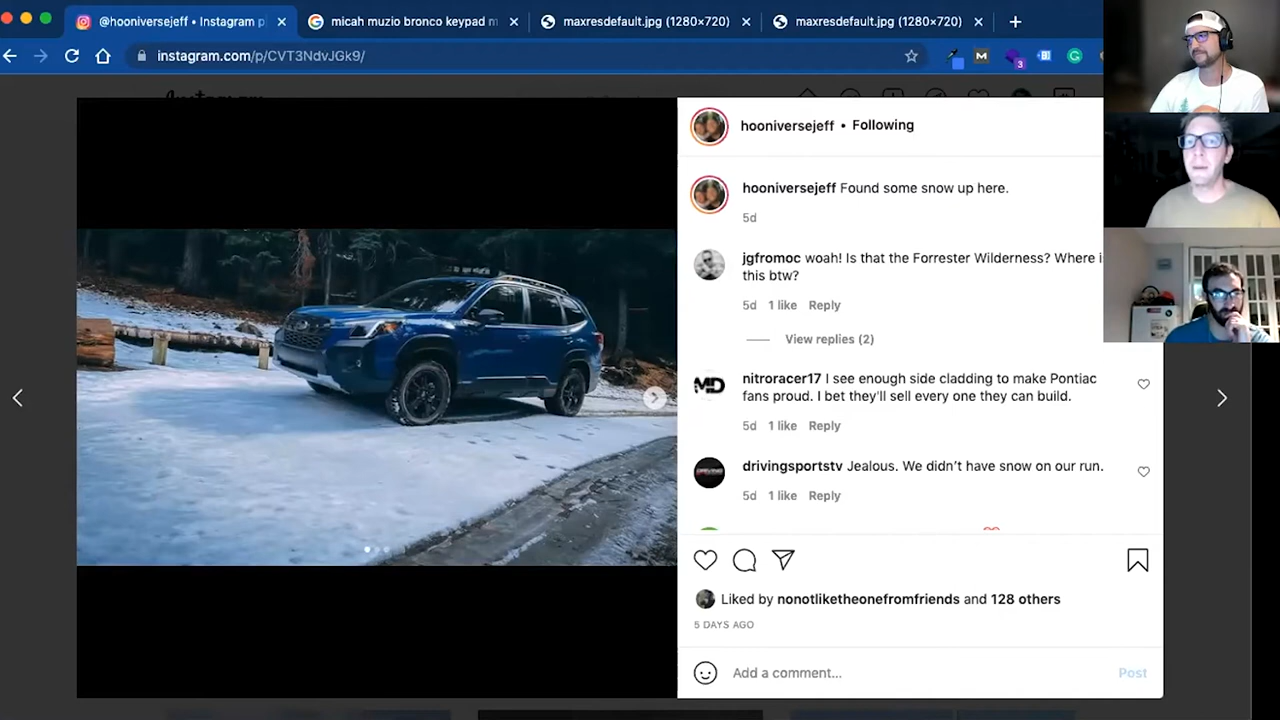 @hooniversejeff • Instagram p
micah muzio bronco keypad m
maxresdefault.jpg (1280×720)
maxresdefault.jpg (1280×720)
instagram.com/p/CVT3NdvJGk9/
M
3
hooniversejeff • Following
hooniversejeff Found some snow up here.
5d
jgfromoc woah! Is that the Forrester Wilderness? Where i
this btw?
5d 1 like Reply
View replies (2)
MD
nitroracer17 I see enough side cladding to make Pontiac
fans proud. I bet they'll sell every one they can build.
5d 1 like Reply
drivingsportstv Jealous. We didn't have snow on our run.
5d 1 like Reply
Liked by nonotliketheonefromfriends and 128 others
5 DAYS AGO
Add a comment...
Post